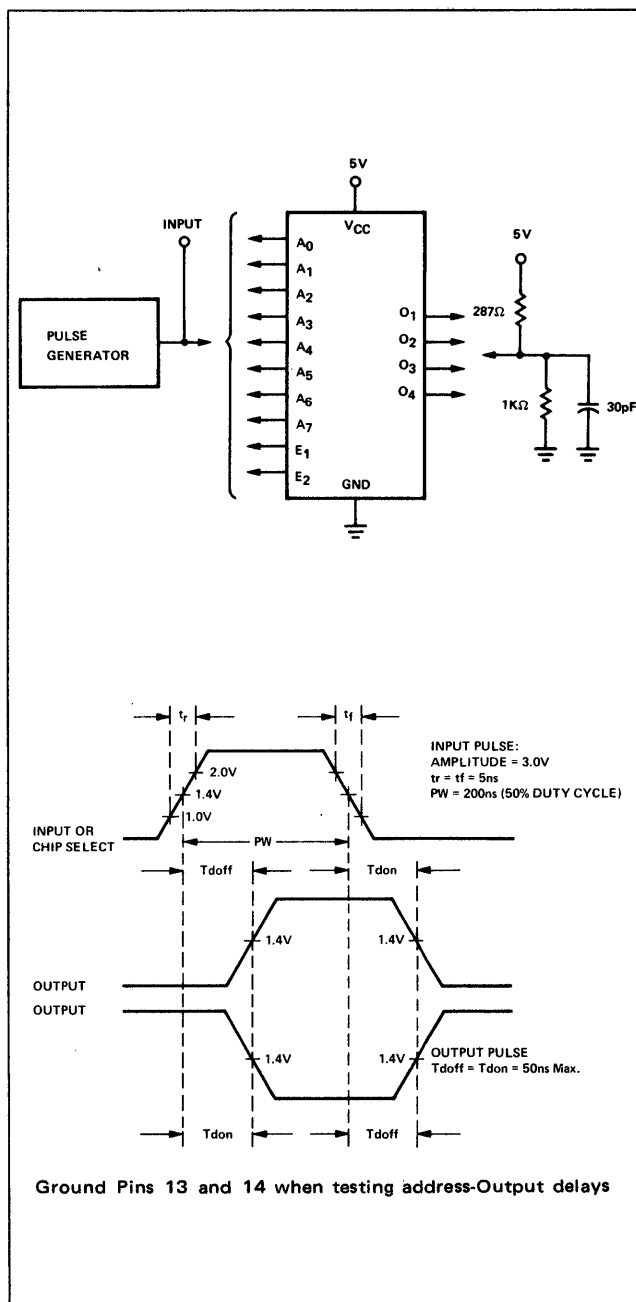 5V
INPUT
VCC
A0
5V
A1
A2
287Ω
PULSE
GENERATOR
A3
O1
A4
O2
A5
O3
A6
O4
1KΩ
30pF
A7
E1
E2
GND
tr
tf
INPUT PULSE:
AMPLITUDE = 3.0V
tr = tf = 5ns
PW = 200ns (50% DUTY CYCLE)
2.0V
1.4V
1.0V
INPUT OR
CHIP SELECT
PW
Tdoff
Tdon
1.4V
1.4V
OUTPUT
OUTPUT
1.4V
1.4V
OUTPUT PULSE
Tdoff = Tdon = 50ns Max.
Tdon
Tdoff
Ground Pins 13 and 14 when testing address-Output delays